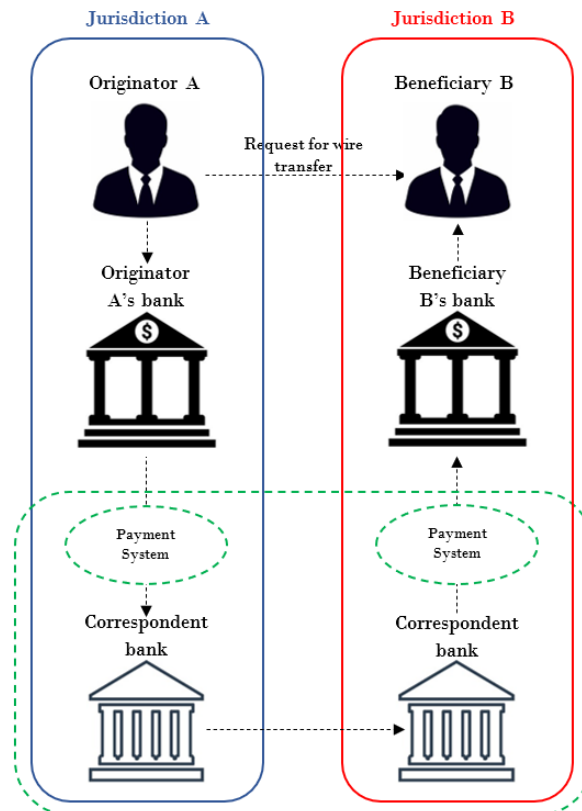 Jurisdiction A
Jurisdiction B
Originator A
Beneficiary B
Request for wire
transfer
Originator
A's bank
Beneficiary
B's bank
$
$
Payment
System
Payment
System
Correspondent
bank
Correspondent
bank